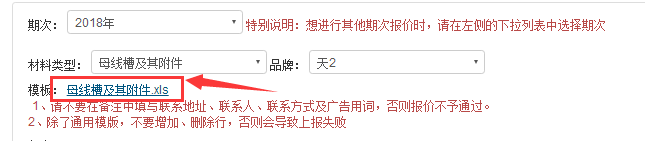 期次： 2018年 特别说明：想进行其他期次报价时，请在左侧的下拉列表中选择期次
材料类型： 母线槽及其附件 品牌： 天2
模板： 母线槽及其附件.xls
1、请不要在备注中填写联系地址、联系人、联系方式及广告用词，否则报价不予通过。
2、除了通用模版，不要增加、删除行，否则会导致上报失败